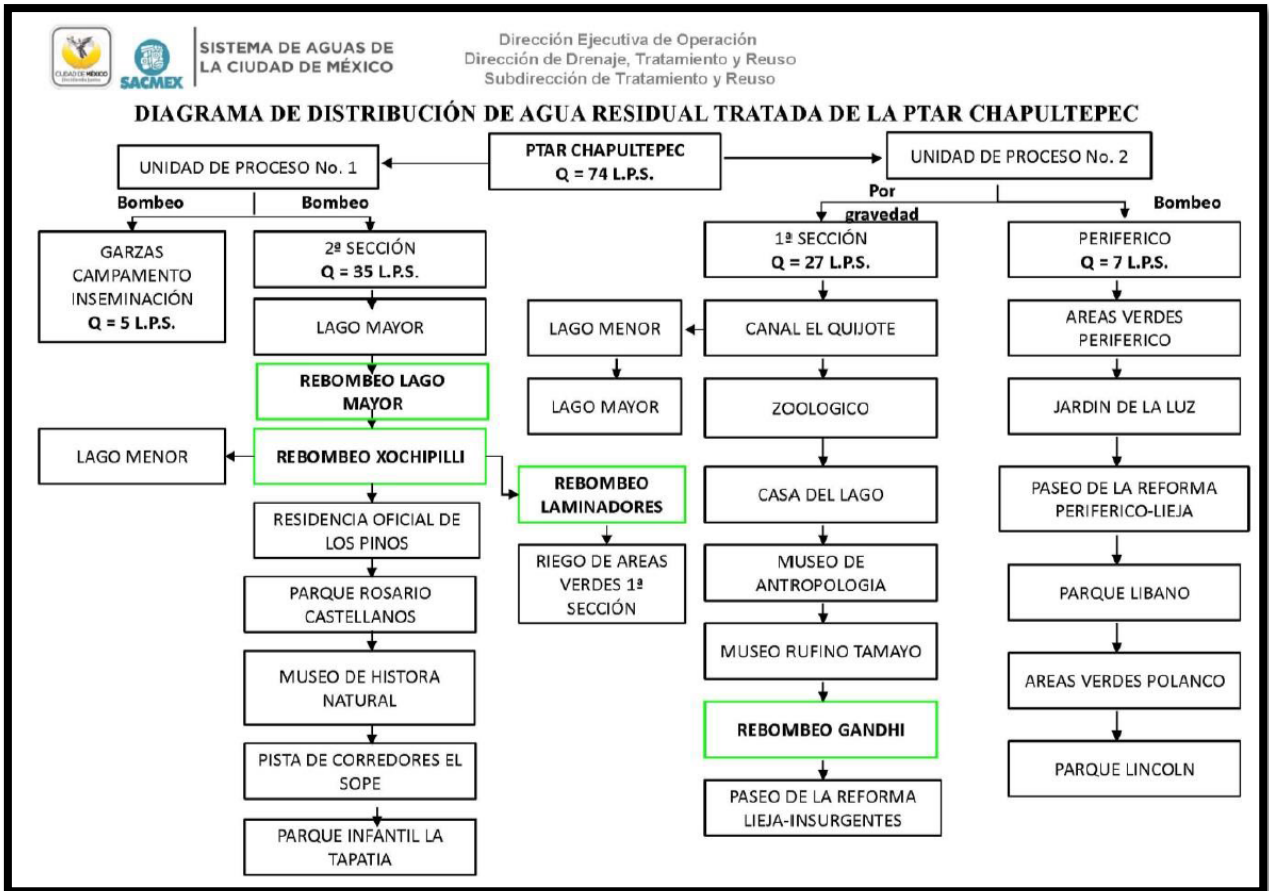 CIUDAD DE MÉXICO
SACMEX
SISTEMA DE AGUAS DE
LA CIUDAD DE MÉXICO
Dirección Ejecutiva de Operación
Dirección de Drenaje, Tratamiento y Reuso
Subdirección de Tratamiento y Reuso
DIAGRAMA DE DISTRIBUCIÓN DE AGUA RESIDUAL TRATADA DE LA PTAR CHAPULTEPEC
PTAR CHAPULTEPEC
Q = 74 L.P.S.
UNIDAD DE PROCESO No. 1
Bombeo
Bombeo
GARZAS
CAMPAMENTO
INSEMINACIÓN
Q = 5 L.P.S.
2ª SECCIÓN
Q = 35 L.P.S.
LAGO MAYOR
REBOMBEO LAGO
MAYOR
REBOMBEO XOCHIPILLI
LAGO MENOR
REBOMBEO
LAMINADORES
RIEGO DE AREAS
VERDES 1ª
SECCIÓN
RESIDENCIA OFICIAL DE
LOS PINOS
PARQUE ROSARIO
CASTELLANOS
MUSEO DE HISTORA
NATURAL
PISTA DE CORREDORES EL
SOPE
PARQUE INFANTIL LA
TAPATIA
UNIDAD DE PROCESO No. 2
Por
gravedad
Bombeo
1ª SECCIÓN
Q = 27 L.P.S.
CANAL EL QUIJOTE
LAGO MENOR
LAGO MAYOR
ZOOLOGICO
CASA DEL LAGO
MUSEO DE
ANTROPOLOGIA
MUSEO RUFINO TAMAYO
REBOMBEO GANDHI
PASEO DE LA REFORMA
LIEJA-INSURGENTES
PERIFERICO
Q = 7 L.P.S.
AREAS VERDES
PERIFERICO
JARDIN DE LA LUZ
PASEO DE LA REFORMA
PERIFERICO-LIEJA
PARQUE LIBANO
AREAS VERDES POLANCO
PARQUE LINCOLN